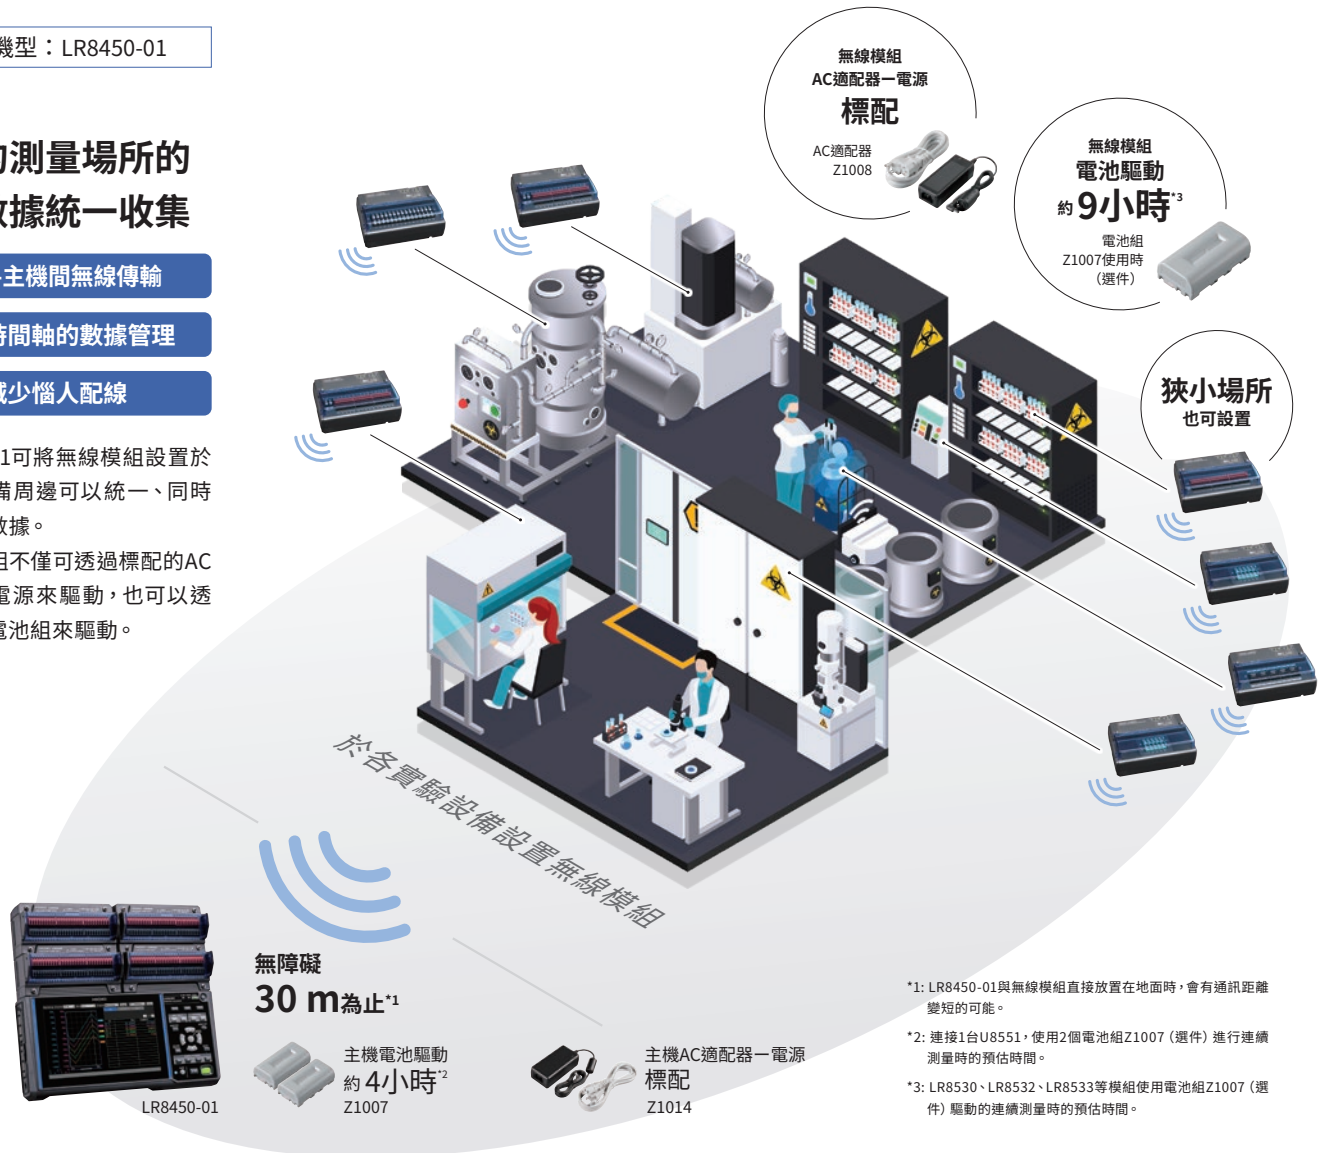 機型：LR8450-01
測量場所的
數據統一收集
主機間無線傳輸
時間軸的數據管理
減少惱人配線
1可將無線模組設置於
備周邊可以統一、同時
數據。
組不僅可透過標配的AC
電源來驅動，也可以透
電池組來驅動。
無線模組
AC適配器ー電源
標配
AC適配器
Z1008
無線模組
電池驅動
約9小時*3
電池組
Z1007使用時
（選件）
狹小場所
也可設置
於各實驗設備設置無線模組
無障礙
30 m為止*1
LR8450-01
主機電池驅動
約4小時*2
Z1007
主機AC適配器ー電源
標配
Z1014
*1: LR8450-01與無線模組直接放置在地面時，會有通訊距離
變短的可能。
*2: 連接1台U8551，使用2個電池組Z1007（選件）進行連續
測量時的預估時間。
*3: LR8530、LR8532、LR8533等模組使用電池組Z1007（選
件）驅動的連續測量時的預估時間。